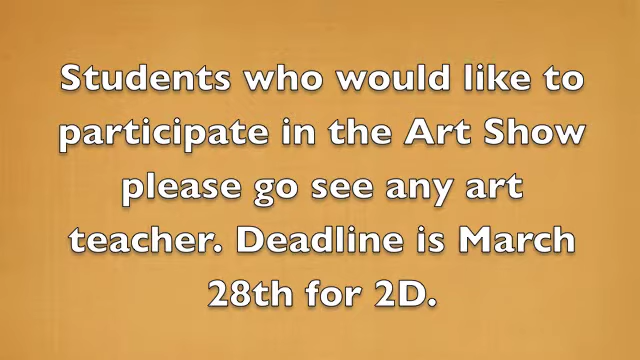 Students who would like to
participate in the Art Show
please go see any art
teacher. Deadline is March
28th for 2D.